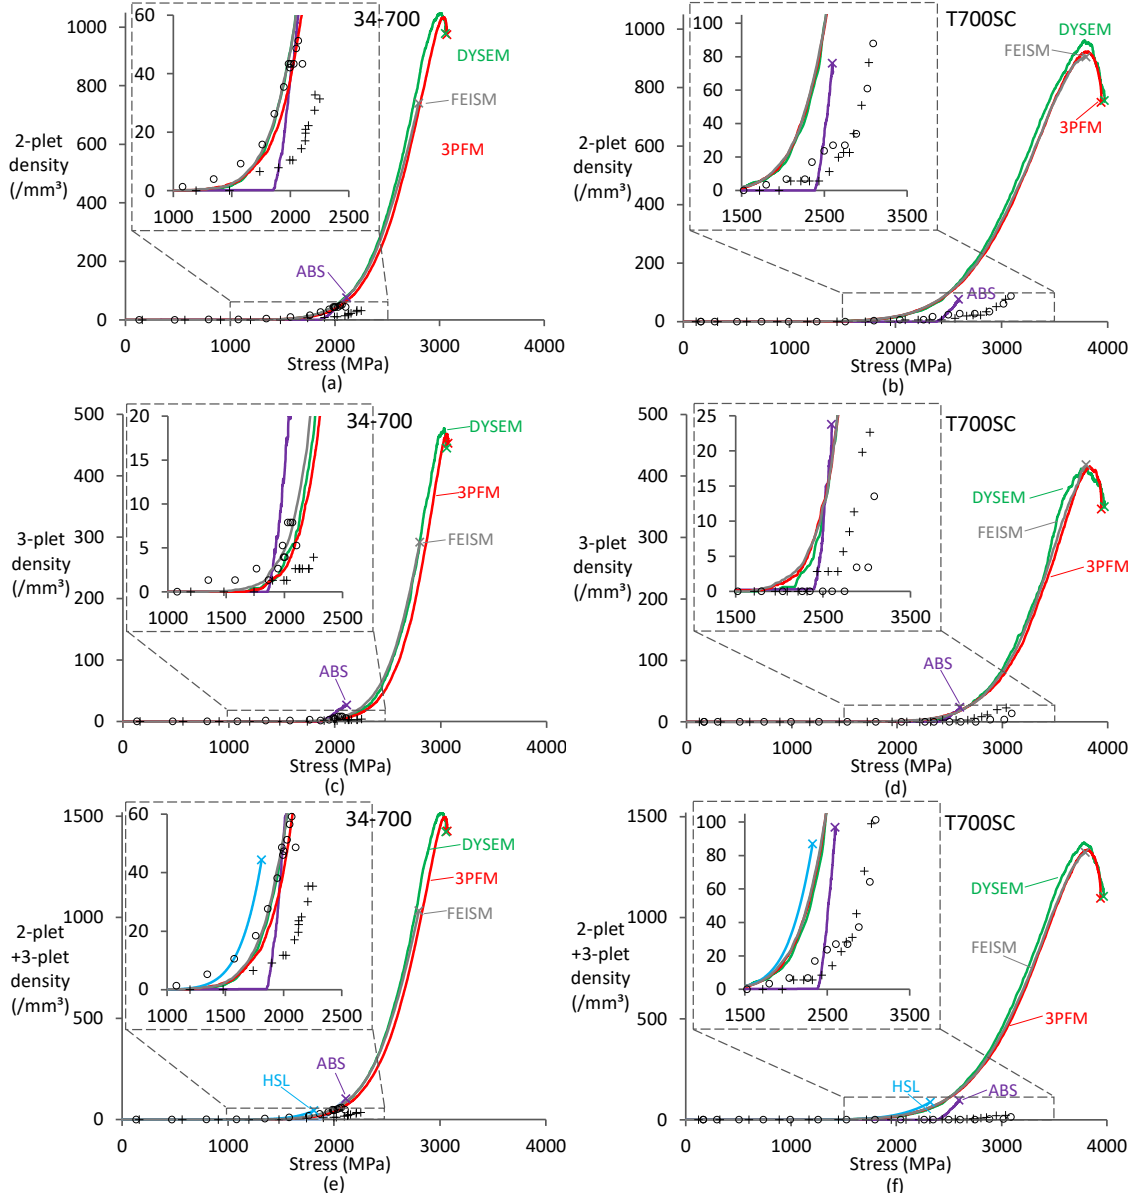 34-700
1000
800
600
400
200
0
2-plet
density
(/mm³)
60
40
20
0
1000 1500 2000 2500
DYSEM
FEISM
3PFM
ABS
0 1000 2000 3000 4000
Stress (MPa)
(a)
T700SC
1000
800
600
400
200
0
2-plet
density
(/mm³)
100
80
60
40
20
0
1500 2500 3500
DYSEM
FEISM
3PFM
ABS
0 1000 2000 3000 4000
Stress (MPa)
(b)
34-700
500
400
300
200
100
0
3-plet
density
(/mm³)
20
15
10
5
0
1000 1500 2000 2500
DYSEM
3PFM
FEISM
ABS
0 1000 2000 3000 4000
Stress (MPa)
(c)
T700SC
500
400
300
200
100
0
3-plet
density
(/mm³)
25
20
15
10
5
0
1500 2500 3500
DYSEM
FEISM
3PFM
ABS
0 1000 2000 3000 4000
Stress (MPa)
(d)
34-700
1500
1000
500
0
2-plet
+3-plet
density
(/mm³)
60
40
20
0
1000 1500 2000 2500
DYSEM
3PFM
FEISM
HSL
ABS
0 1000 2000 3000 4000
Stress (MPa)
(e)
T700SC
1500
1000
500
0
2-plet
+3-plet
density
(/mm³)
100
80
60
40
20
0
1500 2500 3500
DYSEM
FEISM
3PFM
HSL
ABS
0 1000 2000 3000 4000
Stress (MPa)
(f)